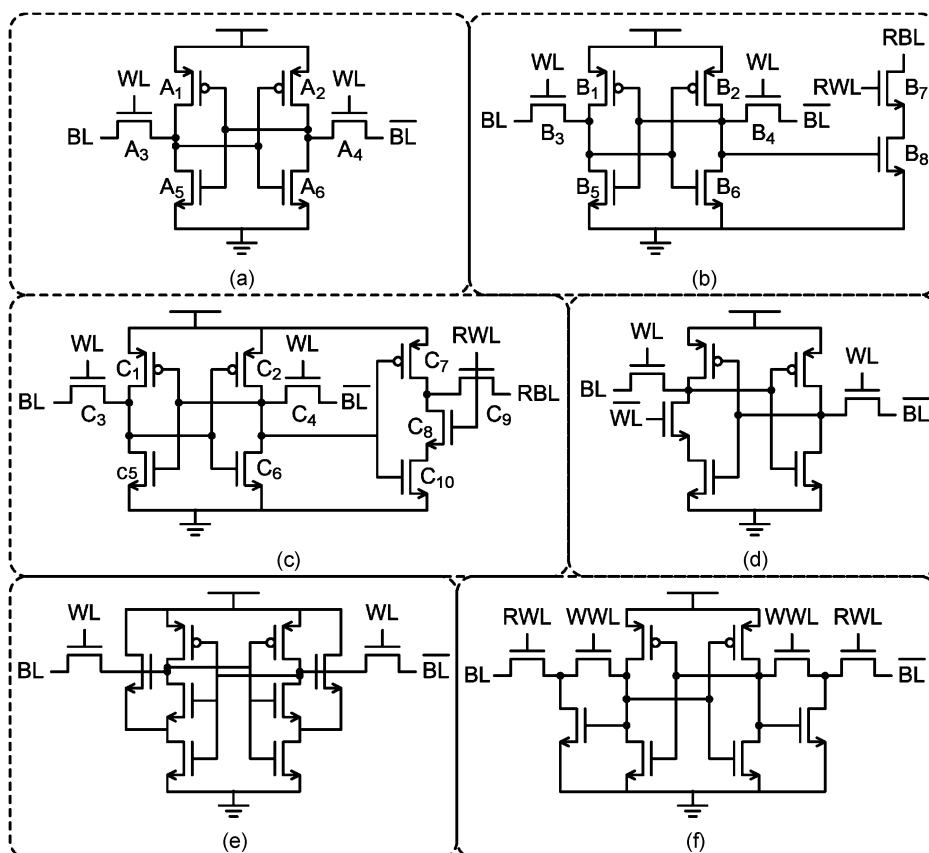 WL
A1
A2
WL
BL
A3
A4
BL
A5
A6
(a)
RBL
WL
B1
B2
WL
RWL
B7
BL
B3
B4
BL
B5
B6
B8
(b)
WL
C1
C2
WL
C7
RWL
BL
C3
C4
BL
RBL
C8
C9
c5
C6
C10
(c)
WL
WL
BL
BL
WL
(d)
WL
WL
BL
BL
(e)
RWL
WWL
WWL
RWL
BL
BL
(f)